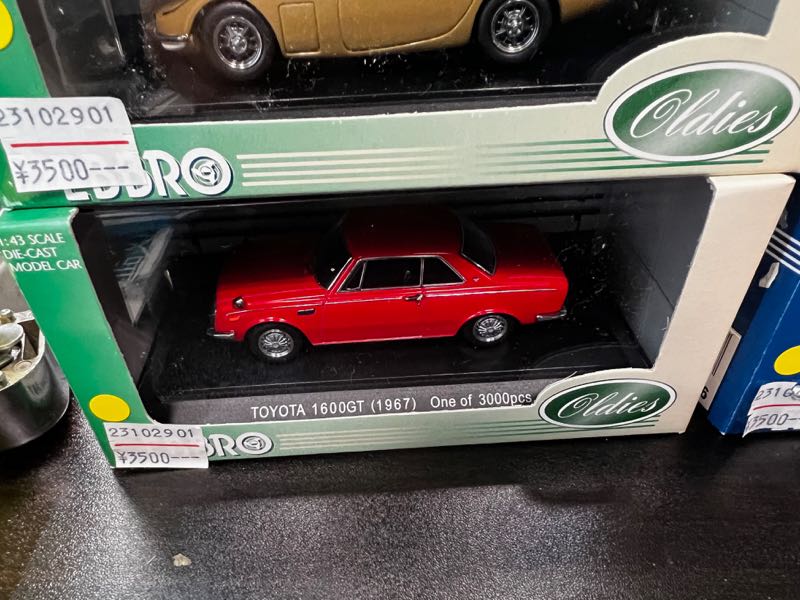 23102901
¥3500---
EBBRO
Oldies
1:43 SCALE
DIE-CAST
MODEL CAR
TOYOTA 1600GT (1967) One of 3000pcs
Oldies
23102901
¥3500---
BRO
¥3500-